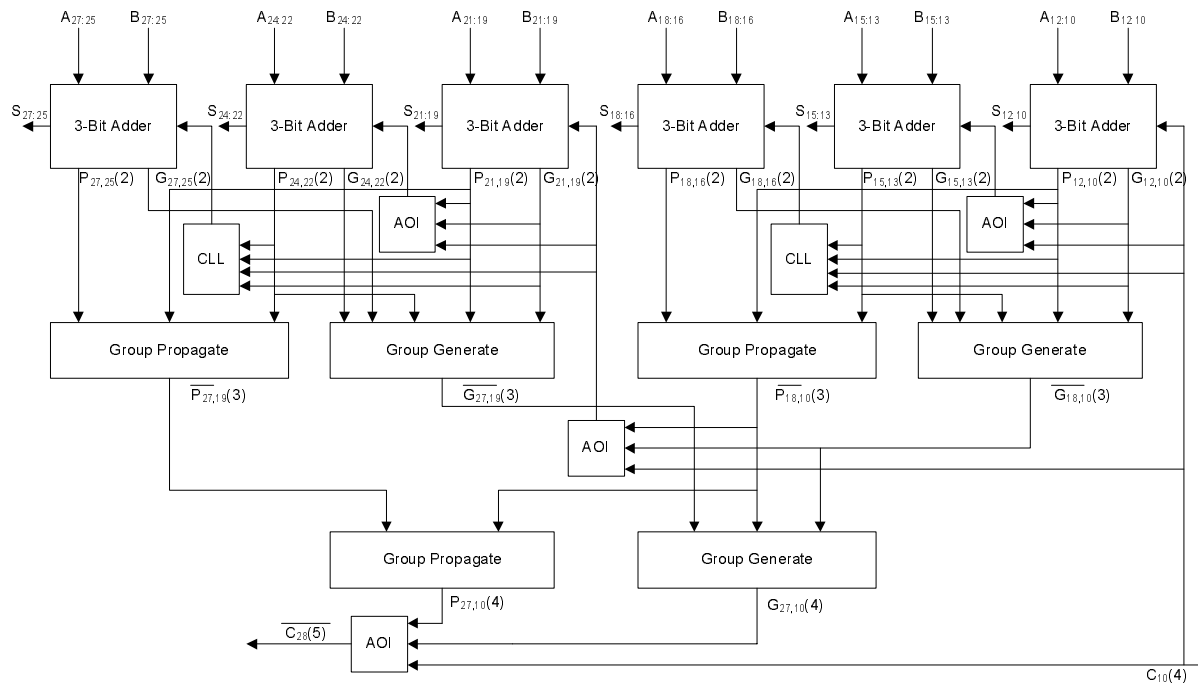 A27:25 B27:25 A24:22 B24:22 A21:19 B21:19 A18:16 B18:16 A15:13 B15:13 A12:10 B12:10
S27:25 3-Bit Adder S24:22 3-Bit Adder S21:19 3-Bit Adder S18:16 3-Bit Adder S15:13 3-Bit Adder S12:10 3-Bit Adder
P27,25(2) G27,25(2) P24,22(2) G24,22(2) P21,19(2) G21,19(2) P18,16(2) G18,16(2) P15,13(2) G15,13(2) P12,10(2) G12,10(2)
AOI AOI
CLL CLL
Group Propagate Group Generate Group Propagate Group Generate
P27,19(3) G27,19(3) P18,10(3) G18,10(3)
AOI
Group Propagate Group Generate
P27,10(4) G27,10(4)
C28(5) AOI
C10(4)